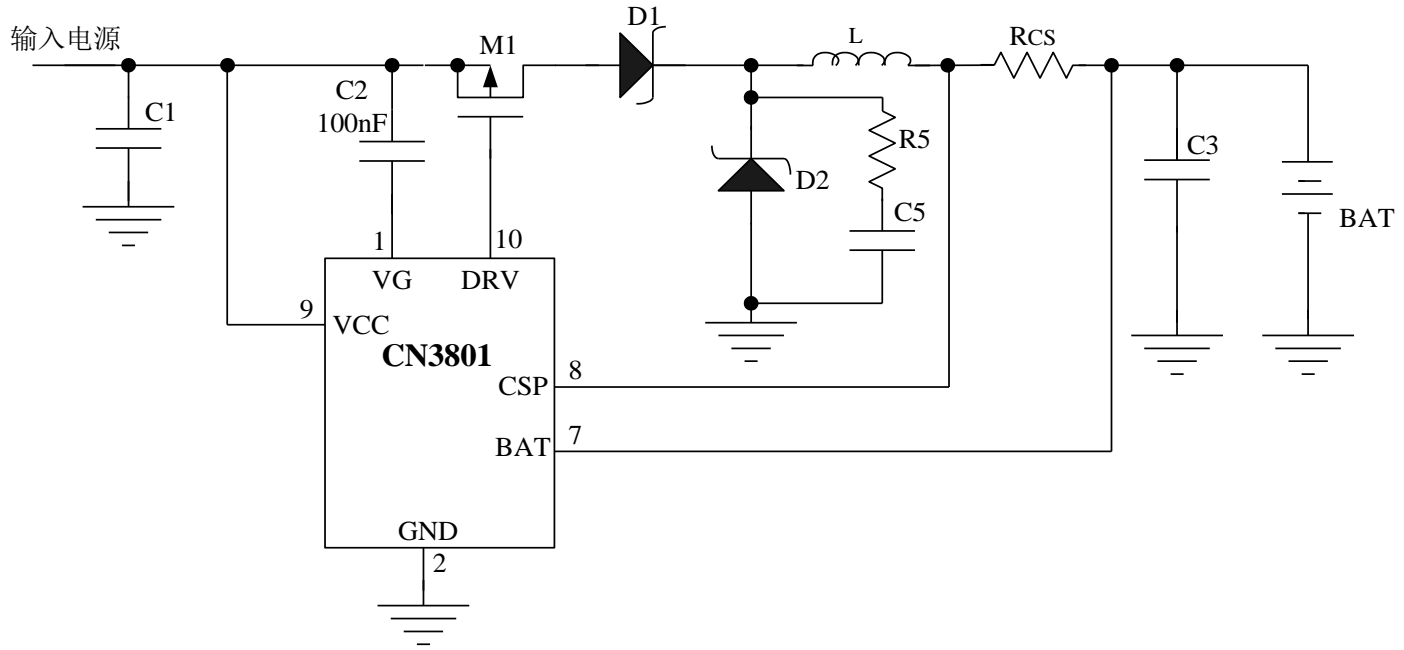 输入电源
D1
M1
L
RCS
C1
C2
100nF
R5
C3
D2
C5
BAT
1
10
VG
DRV
9
VCC
CN3801
8
CSP
7
BAT
GND
2